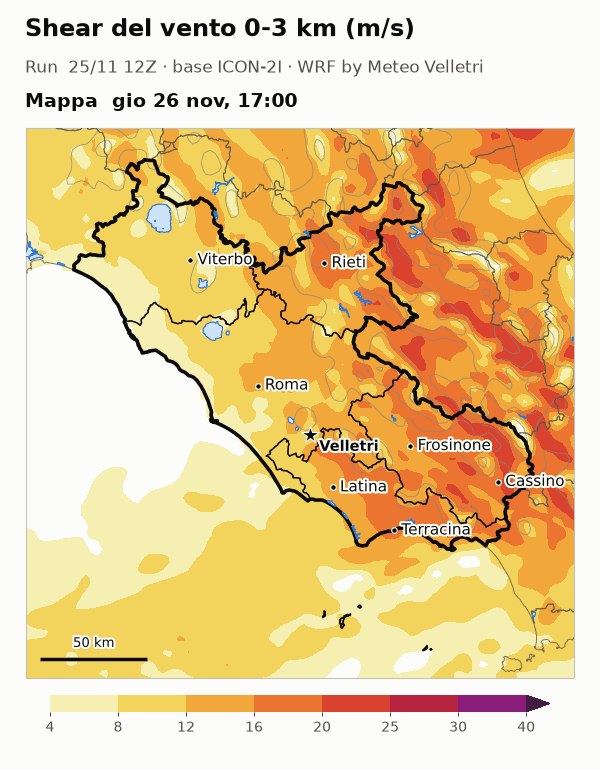 Shear del vento 0-3 km (m/s)
Run  25/11 12Z · base ICON-2I · WRF by Meteo Velletri
Mappa  gio 26 nov, 17:00
Viterbo
Rieti
Roma
Velletri
Frosinone
Cassino
Latina
Terracina
50 km
4 8 12 16 20 25 30 40